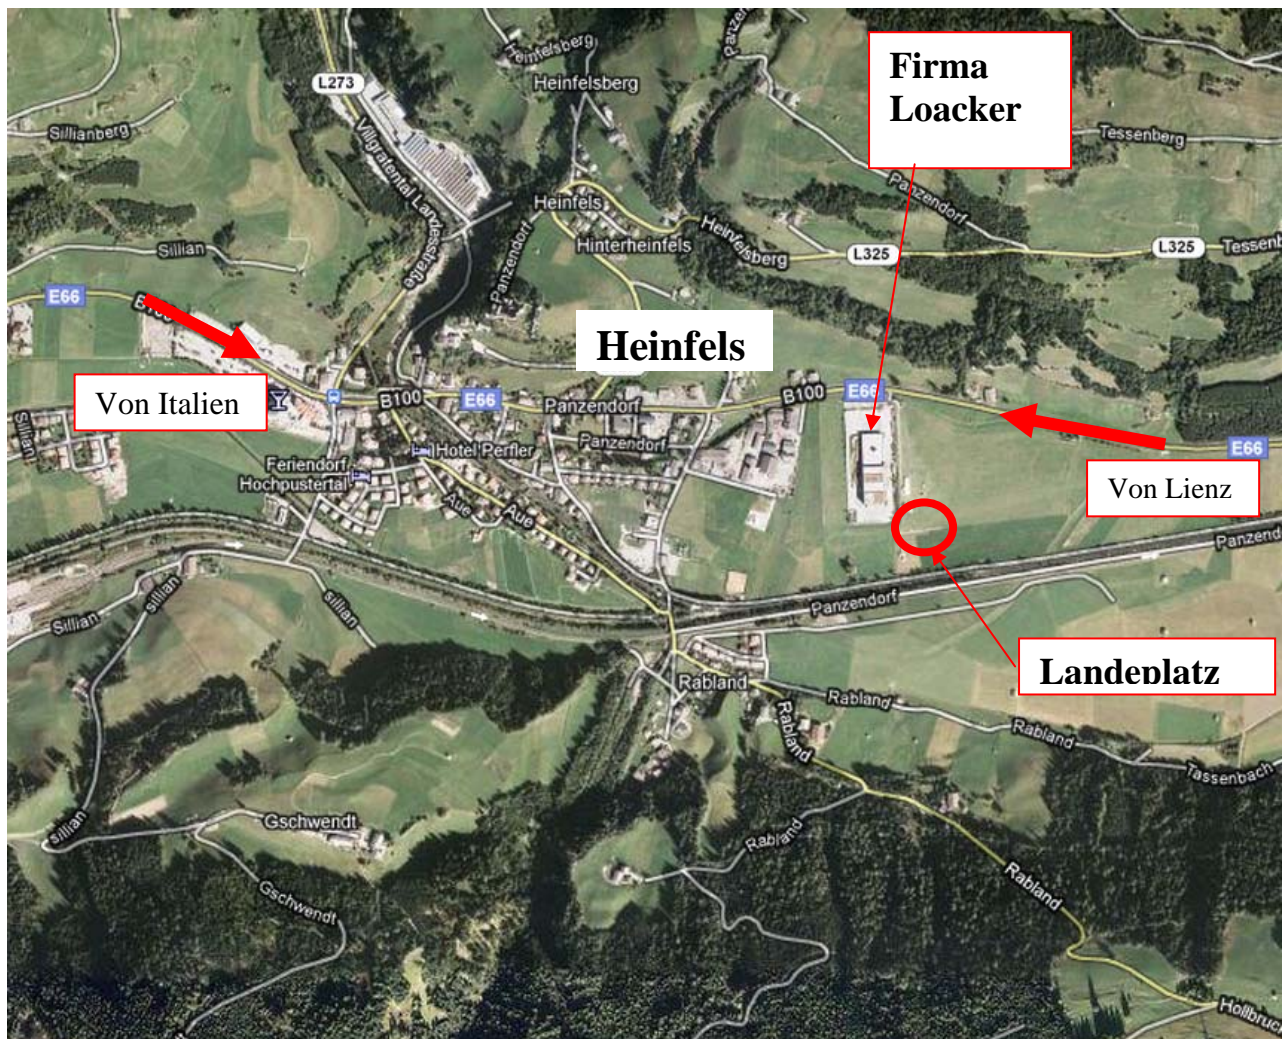 Panzendorf
Heinfelsberg
L273
Heinfelsberg
Firma
Loacker
Sillianberg
Villgratental Landesstraße
Tessenberg
Panzendorf
Heinfels
Sillian
Panzendorf
Hinterheinfels
Heinfelsberg
L325
L325
Tessenb
E66
B100
Heinfels
Von Italien
B100
E66
Panzendorf
B100
E66
E66
Sillian
Hotel Perfler
Panzendorf
Feriendorf
Hochpustertal
Aue
Aue
Von Lienz
Panzend
sillian
sillian
Sillian
Panzendorf
Landeplatz
Rabland
Rabland
Rabland
Rabland
Tassenbach
sillian
Gschwendt
Rabland
Gschwendt
Rabland
Hollbruck